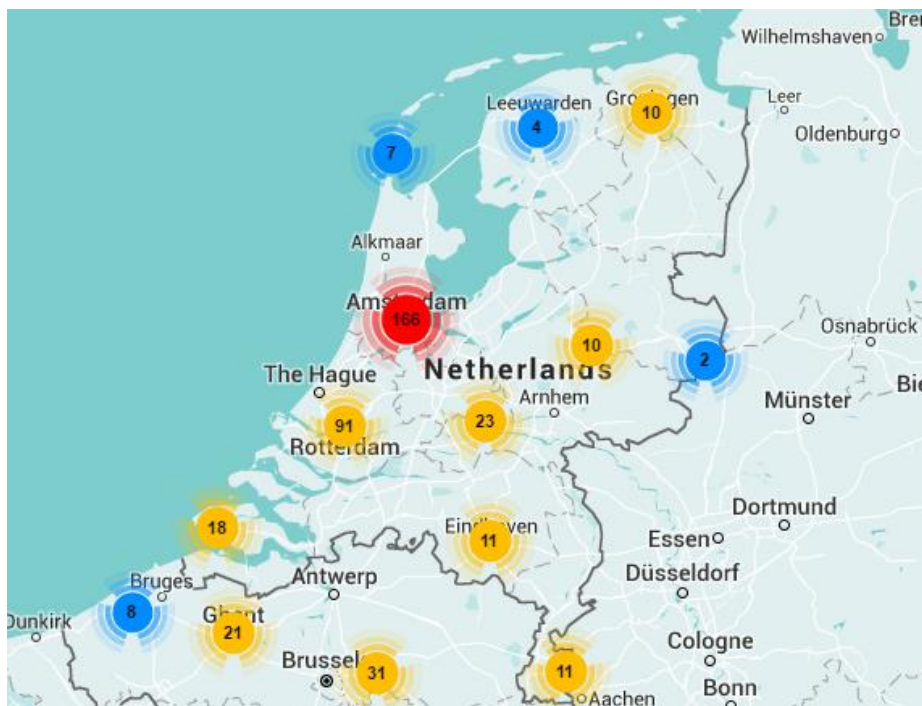 Bre
Wilhelmshaven
Leeuwarden
Groningen
Leer
10
4
Oldenburg
7
Alkmaar
Amsterdam
166
Osnabrück
10
2
Netherlands
The Hague
Arnhem
Bie
Münster
91
23
Rotterdam
Dortmund
18
Eindhoven
11
Essen
Bruges
Antwerp
Düsseldorf
8
Ghent
21
Dunkirk
Cologne
Brussel
31
11
Aachen
Bonn